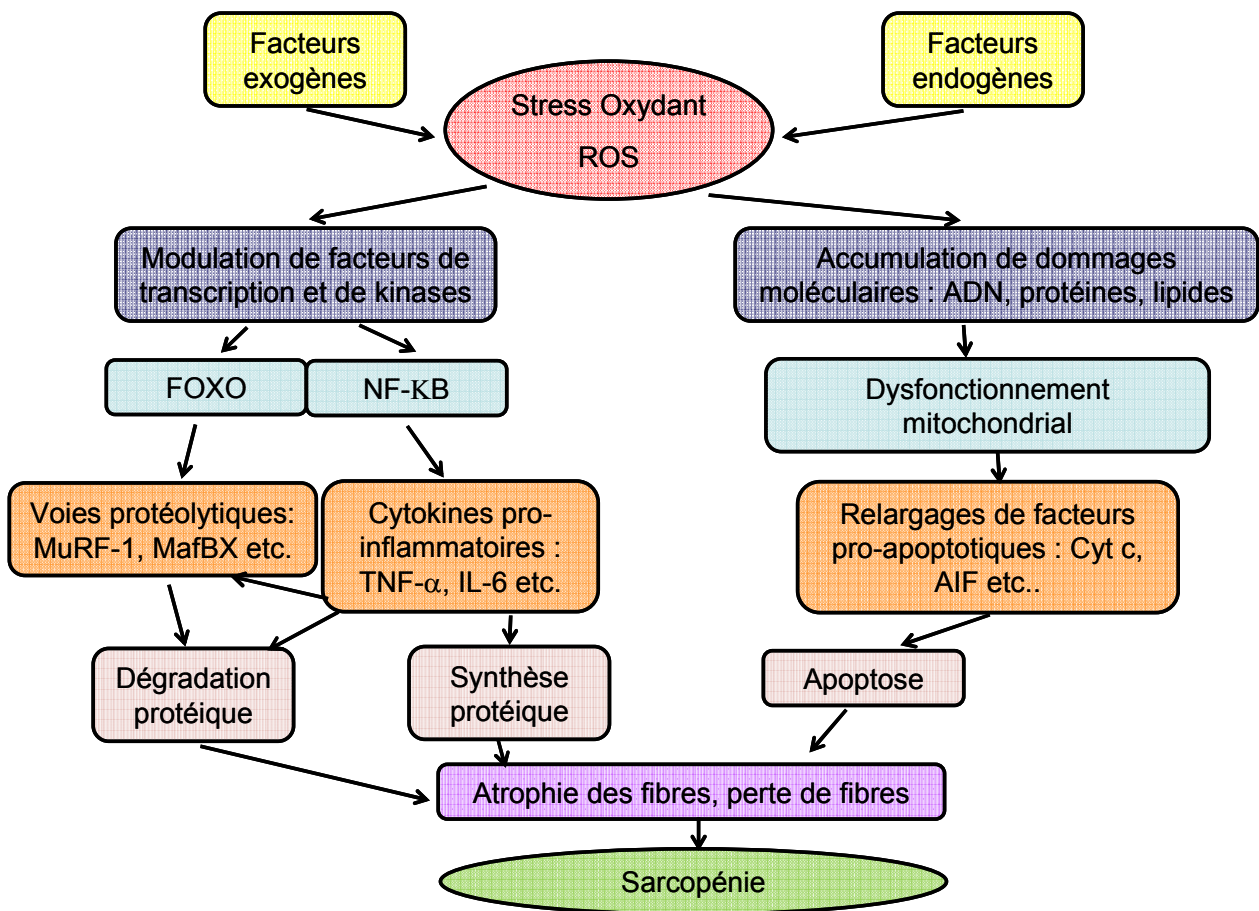 Facteurs
exogènes
Facteurs
endogènes
Stress Oxydant
ROS
Modulation de facteurs de
transcription et de kinases
Accumulation de dommages
moléculaires : ADN, protéines, lipides
FOXO
NF-KB
Dysfonctionnement
mitochondrial
Voies protéolytiques:
MuRF-1, MafBX etc.
Cytokines pro-
inflammatoires :
TNF-α, IL-6 etc.
Relargages de facteurs
pro-apoptotiques : Cyt c,
AIF etc..
Dégradation
protéique
Synthèse
protéique
Apoptose
Atrophie des fibres, perte de fibres
Sarcopénie